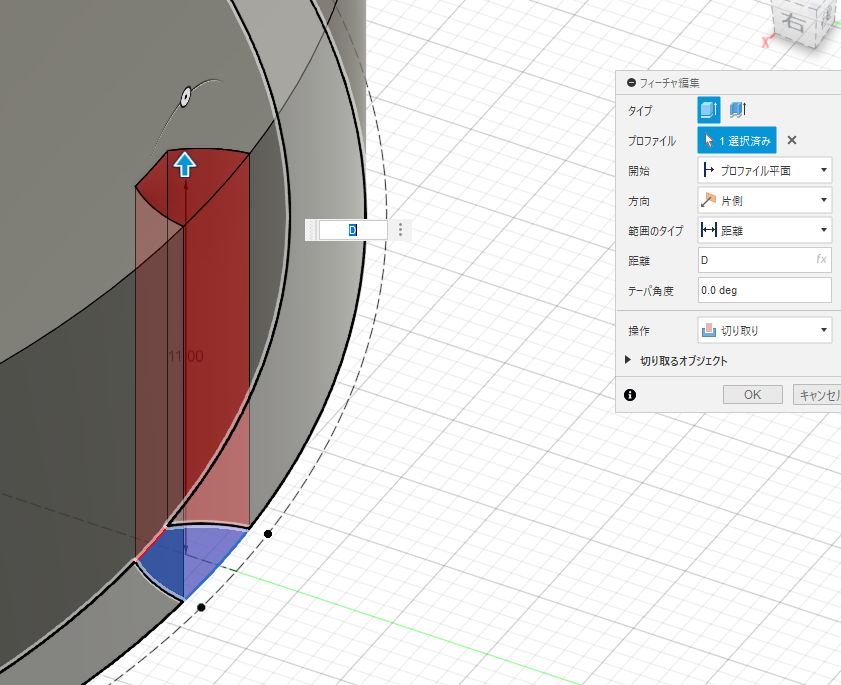 右
X
フィーチャ編集
タイプ
プロファイル 1 選択済み
開始 プロファイル平面
方向 片側
範囲のタイプ 距離
距離 D fx
テーパ角度 0.0 deg
操作 切り取り
切り取るオブジェクト
OK キャンセル
D
11.00